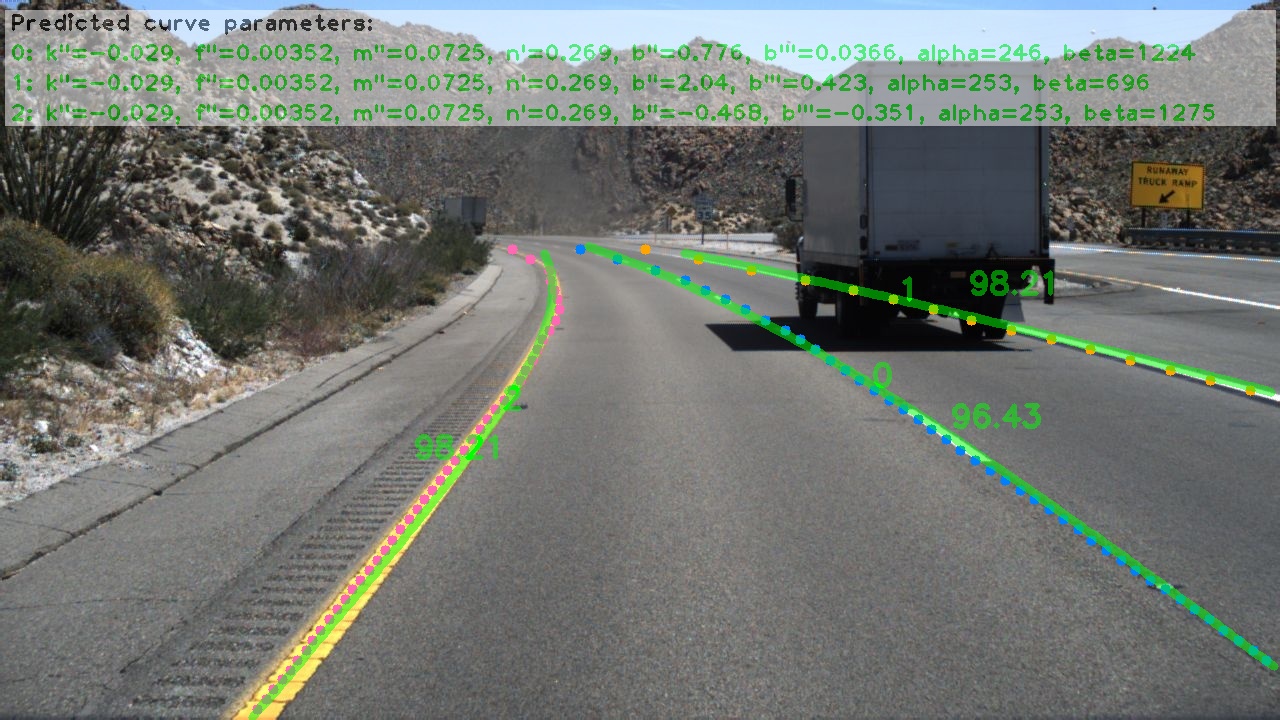 Predicted curve parameters:
0: k''=-0.029, f''=0.00352, m''=0.0725, n'=0.269, b''=0.776, b'''=0.0366, alpha=246, beta=1224
1: k''=-0.029, f''=0.00352, m''=0.0725, n'=0.269, b''=2.04, b'''=0.423, alpha=253, beta=696
2: k''=-0.029, f''=0.00352, m''=0.0725, n'=0.269, b''=-0.468, b'''=-0.351, alpha=253, beta=1275
RUNAWAY
TRUCK RAMP
1
98.21
0
96.43
2
98.21